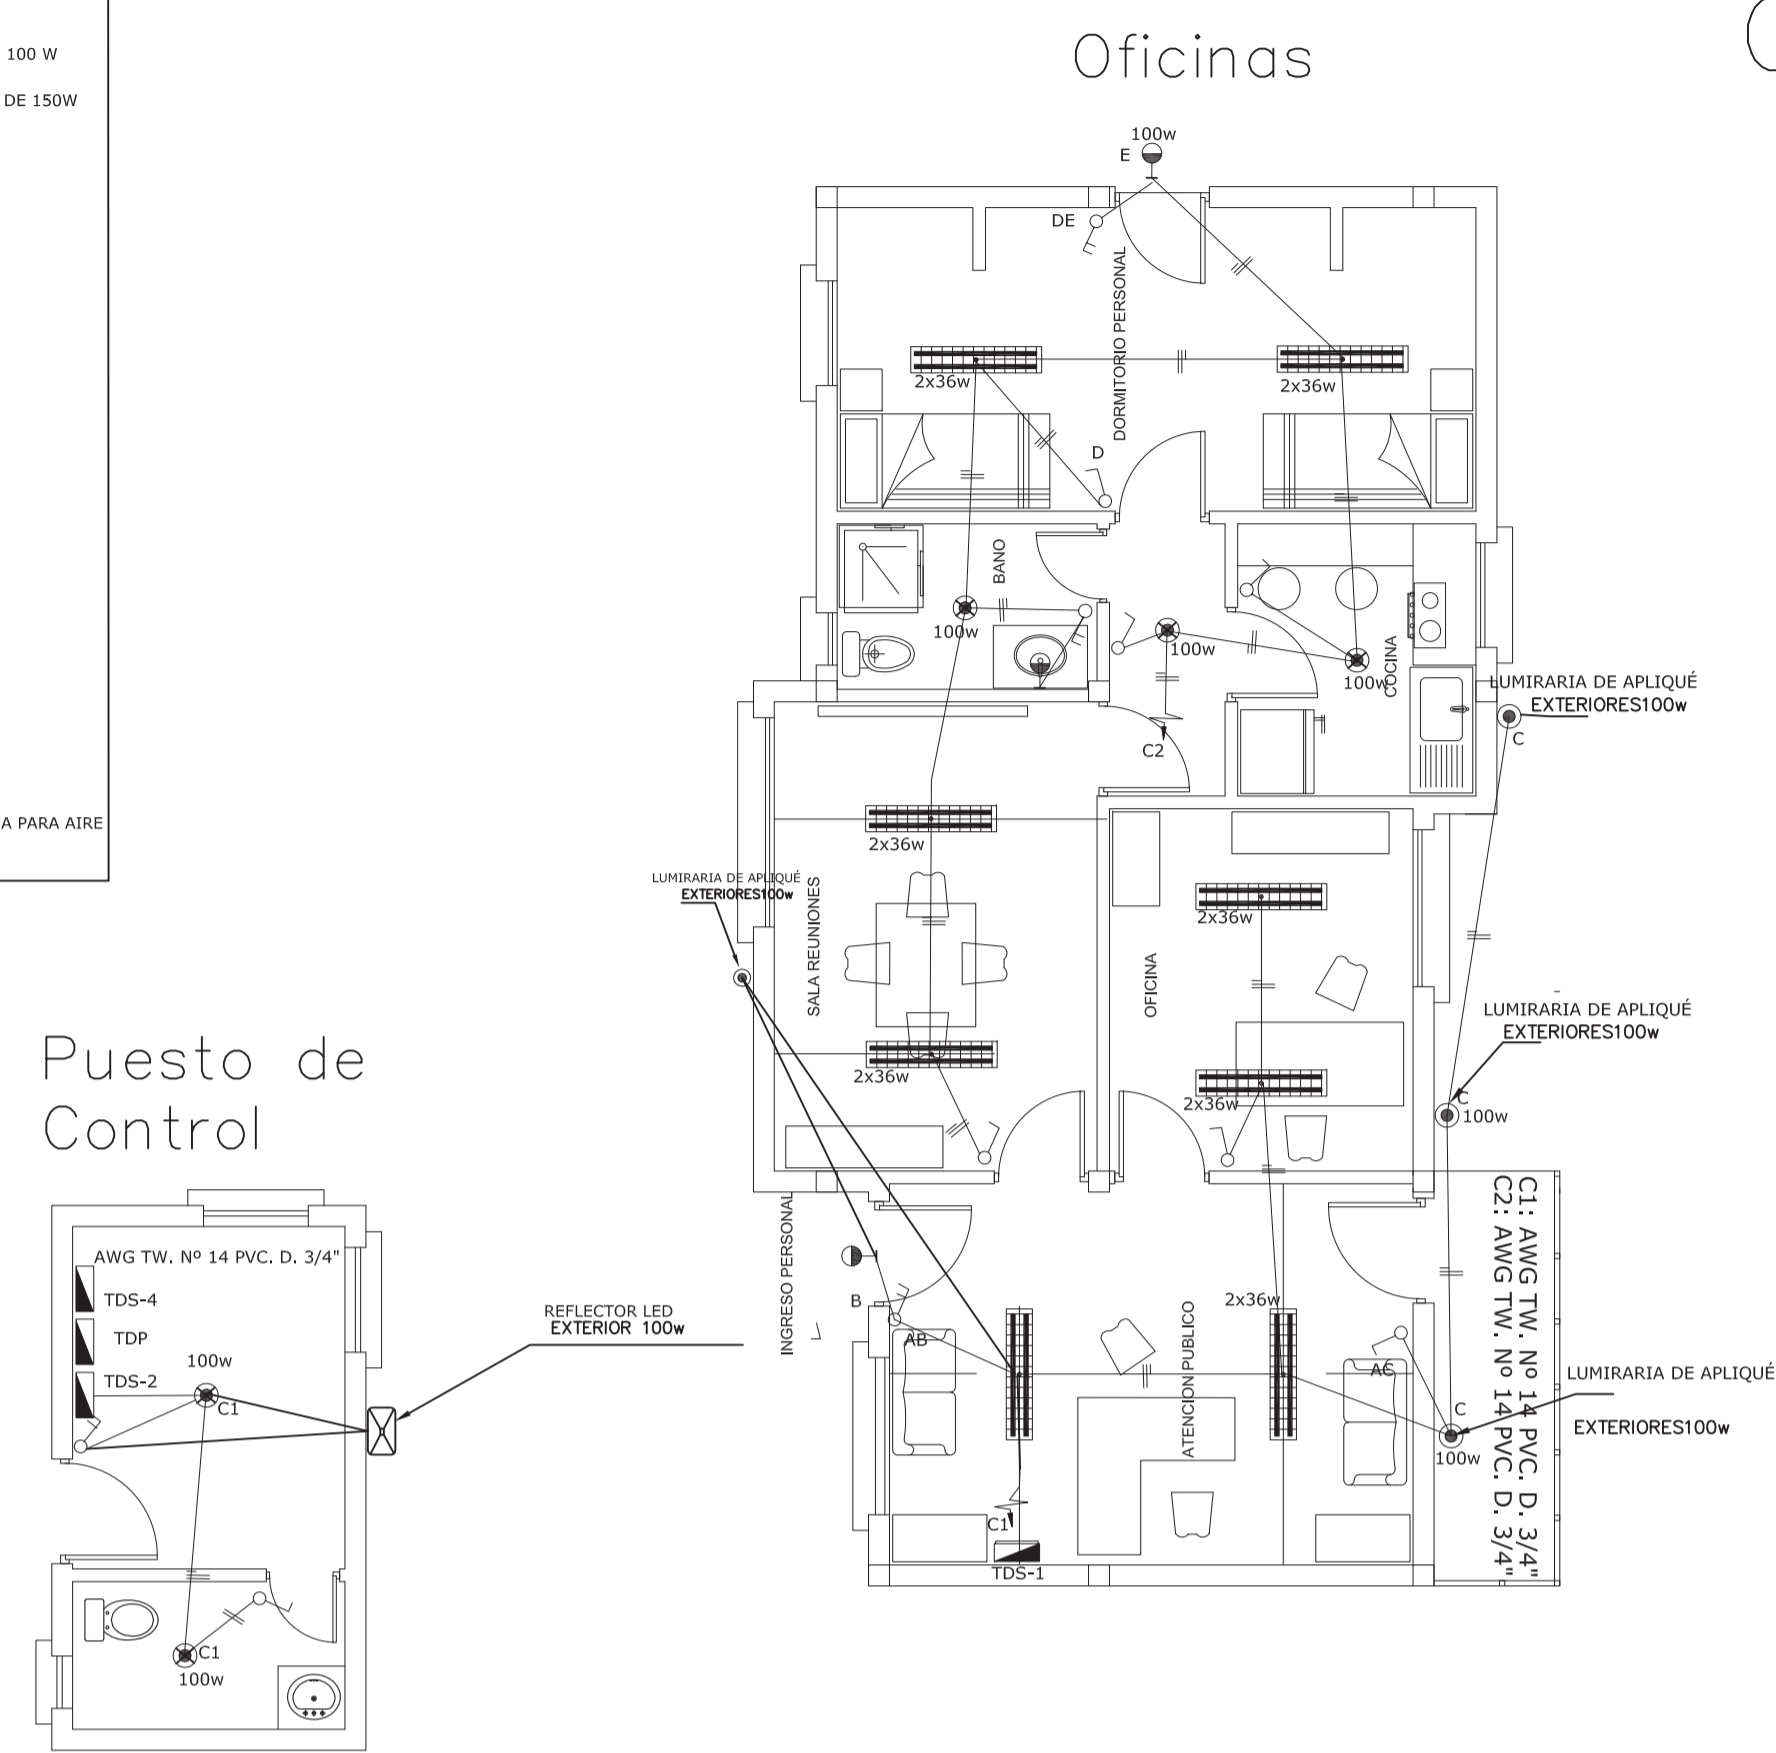 100 W
DE 150W
A PARA AIRE
Oficinas
100w
E
DE
DORMITORIO PERSONAL
2x36w
2x36w
D
BANO
100w
100w
100w
COCINA
C2
LUMIRARIA DE APLIQUÉ
EXTERIORES100w
C
2x36w
LUMIRARIA DE APLIQUÉ
EXTERIORES100w
SALA REUNIONES
2x36w
OFICINA
2x36w
2x36w
LUMIRARIA DE APLIQUÉ
EXTERIORES100w
C
100w
INGRESO PERSONAL
B
AB
2x36w
ATENCION PUBLICO
AC
C
100w
LUMIRARIA DE APLIQUÉ
EXTERIORES100w
C1
TDS-1
C1: AWG TW. Nº 14 PVC. D. 3/4"
C2: AWG TW. Nº 14 PVC. D. 3/4"
Puesto de
Control
AWG TW. Nº 14 PVC. D. 3/4"
TDS-4
TDP
TDS-2
100w
C1
REFLECTOR LED
EXTERIOR 100w
C1
100w